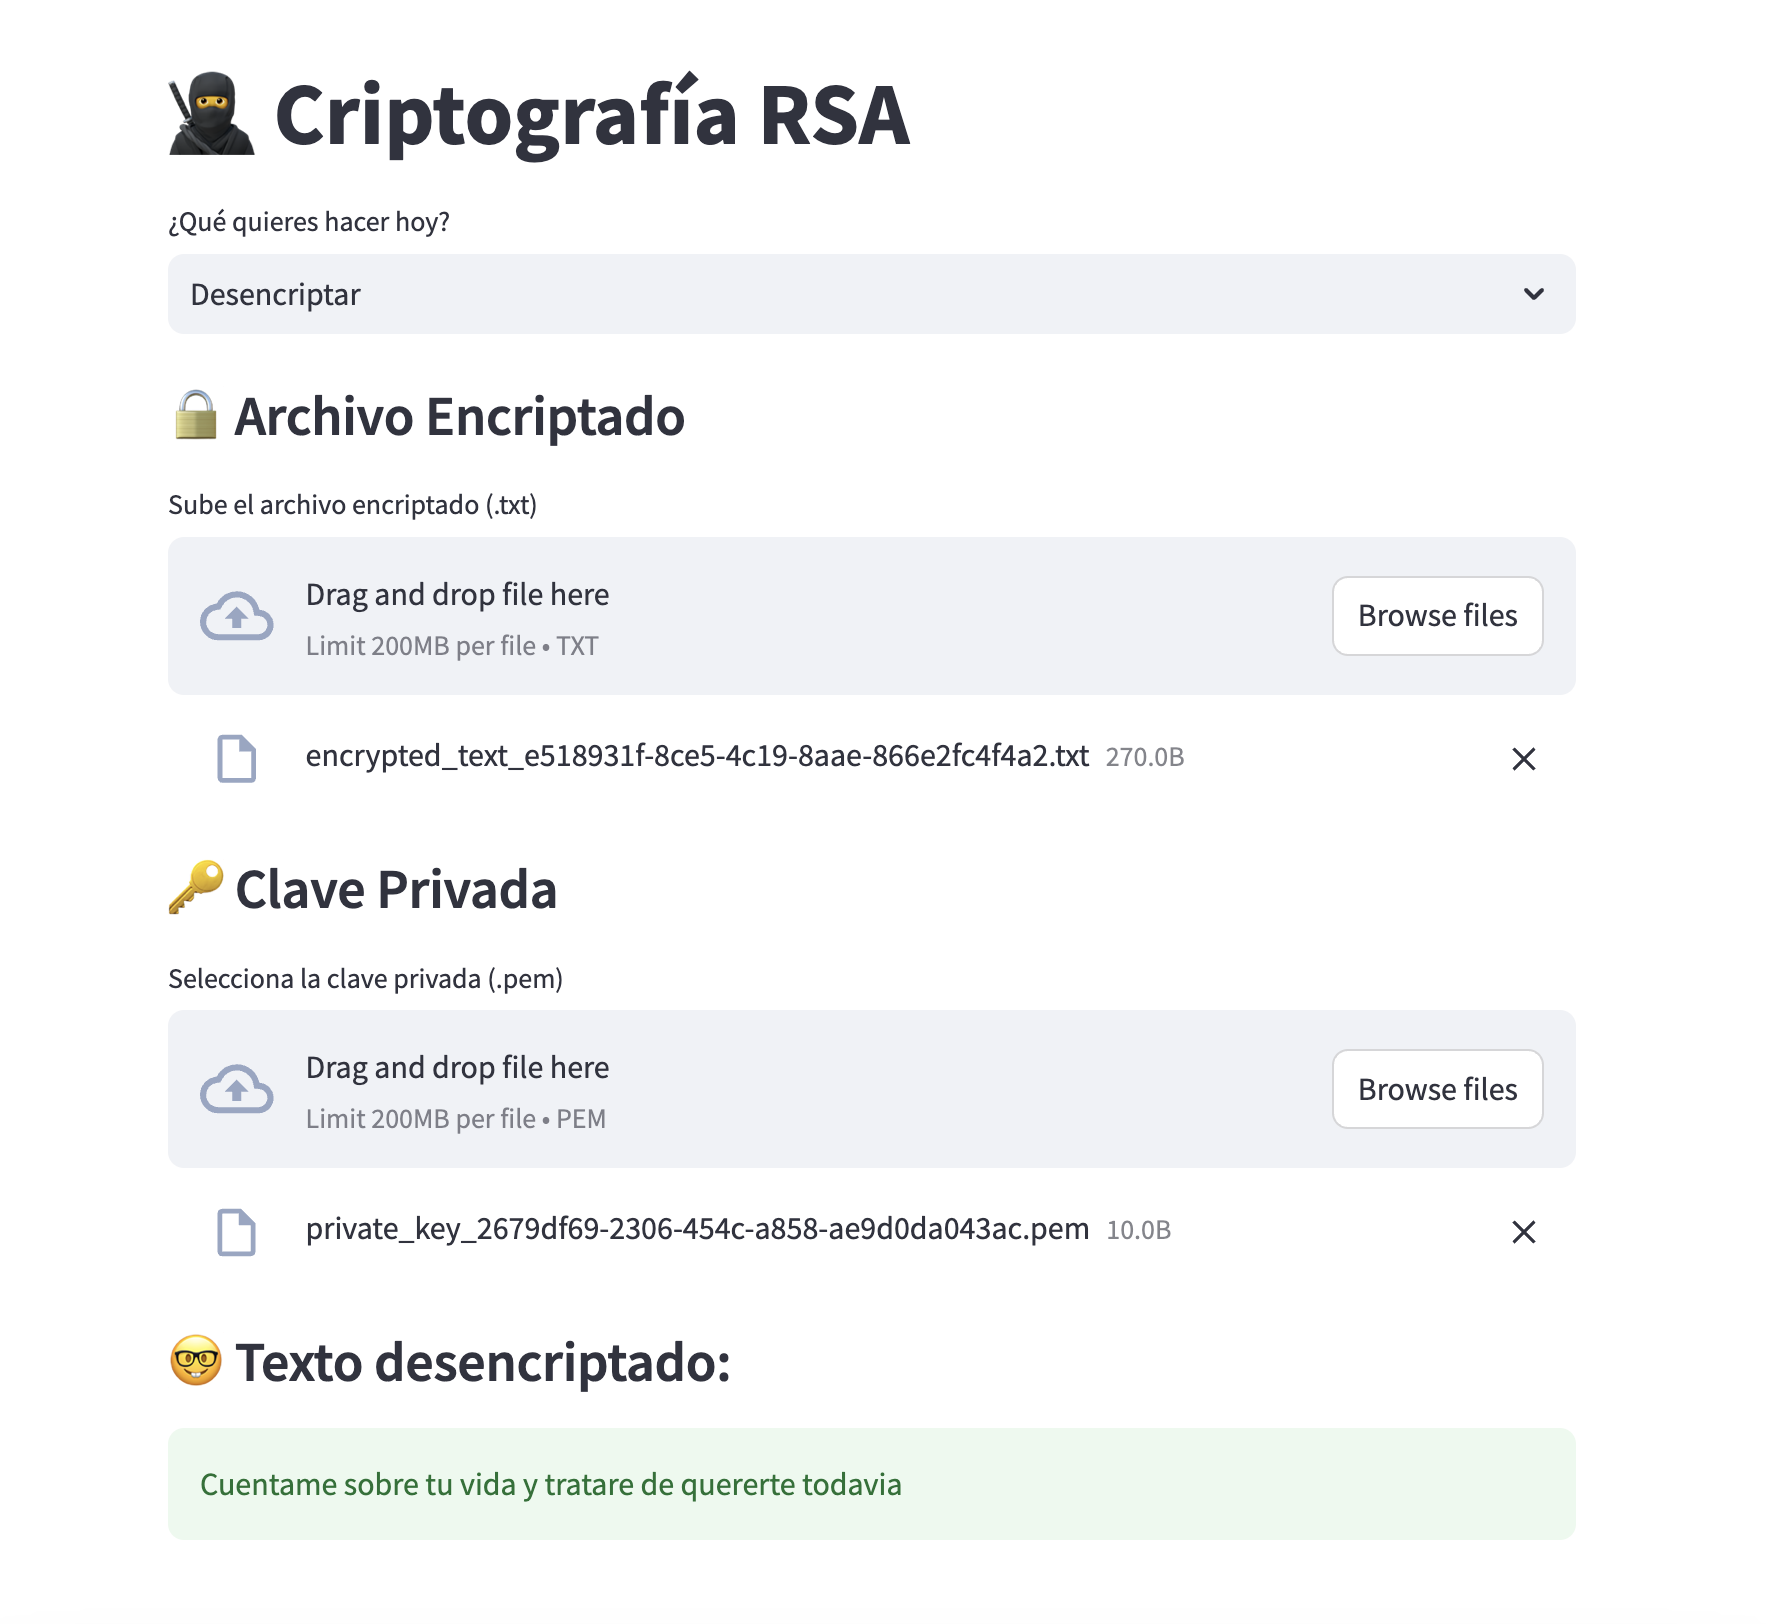 Criptografía RSA
¿Qué quieres hacer hoy?
Desencriptar
Archivo Encriptado
Sube el archivo encriptado (.txt)
Drag and drop file here
Limit 200MB per file • TXT
Browse files
encrypted_text_e518931f-8ce5-4c19-8aae-866e2fc4f4a2.txt 270.0B
Clave Privada
Selecciona la clave privada (.pem)
Drag and drop file here
Limit 200MB per file • PEM
Browse files
private_key_2679df69-2306-454c-a858-ae9d0da043ac.pem 10.0B
Texto desencriptado:
Cuentame sobre tu vida y tratare de quererte todavia